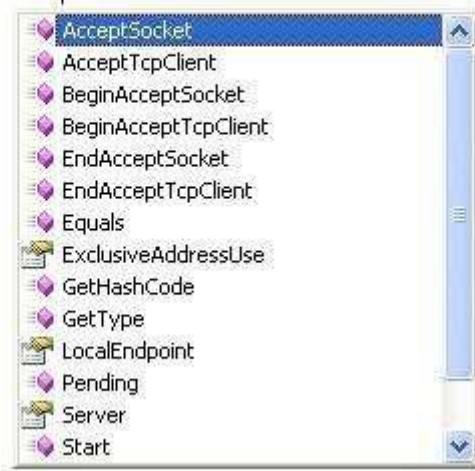 AcceptSocket
AcceptTcpClient
BeginAcceptSocket
BeginAcceptTcpClient
EndAcceptSocket
EndAcceptTcpClient
Equals
ExclusiveAddressUse
GetHashCode
GetType
LocalEndpoint
Pending
Server
Start